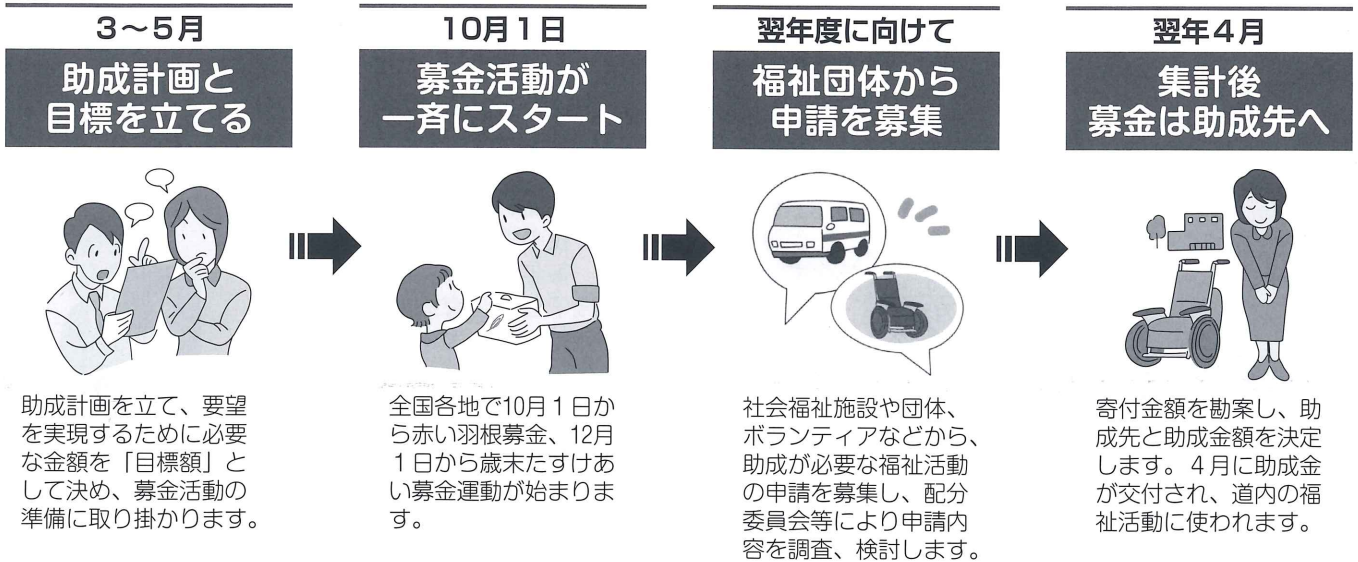 3～5月
助成計画と
目標を立てる
助成計画を立て、要望
を実現するために必要
な金額を「目標額」と
して決め、募金活動の
準備に取り掛かります。
10月1日
募金活動が
一斉にスタート
全国各地で10月1日か
ら赤い羽根募金、12月
1日から歳末たすけあ
い募金運動が始まりま
す。
翌年度に向けて
福祉団体から
申請を募集
社会福祉施設や団体、
ボランティアなどから、
助成が必要な福祉活動
の申請を募集し、配分
委員会等により申請内
容を調査、検討します。
翌年4月
集計後
募金は助成先へ
寄付金額を勘案し、助
成先と助成金額を決定
します。4月に助成金
が交付され、道内の福
祉活動に使われます。